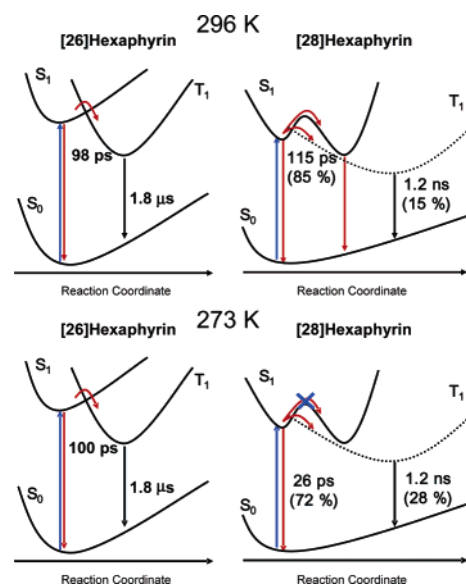 296 K
[26]Hexaphyrin
[28]Hexaphyrin
S1
T1
98 ps
1.8 μs
S0
Reaction Coordinate
S1
T1
115 ps
(85 %)
1.2 ns
(15 %)
S0
Reaction Coordinate
273 K
[26]Hexaphyrin
[28]Hexaphyrin
S1
T1
100 ps
1.8 μs
S0
Reaction Coordinate
S1
T1
26 ps
(72 %)
1.2 ns
(28 %)
S0
Reaction Coordinate